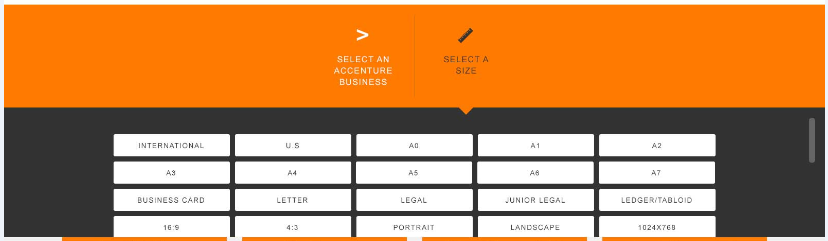 >
SELECT AN
ACCENTURE
BUSINESS
SELECT A
SIZE
INTERNATIONAL U.S A0 A1 A2
A3 A4 A5 A6 A7
BUSINESS CARD LETTER LEGAL JUNIOR LEGAL LEDGER/TABLOID
16:9 4:3 PORTRAIT LANDSCAPE 1024X768